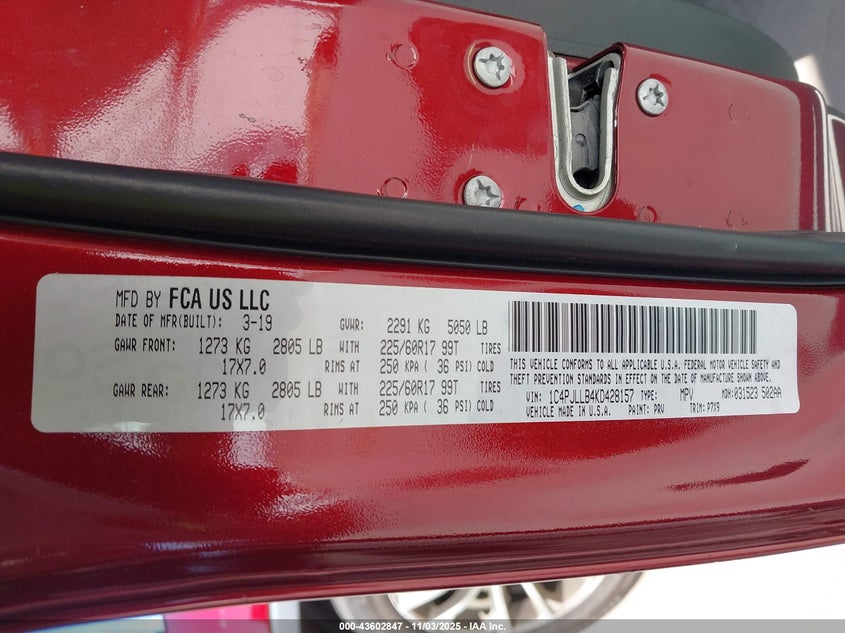 MFD BY FCA US LLC
DATE OF MFR(BUILT): 3-19 GVWR: 2291 KG 5050 LB
GAWR FRONT: 1273 KG 2805 LB WITH 225/60R17 99T TIRES
17X7.0 RIMS AT 250 KPA ( 36 PSI) COLD
GAWR REAR: 1273 KG 2805 LB WITH 225/60R17 99T TIRES
17X7.0 RIMS AT 250 KPA ( 36 PSI) COLD
THIS VEHICLE CONFORMS TO ALL APPLICABLE U.S.A. FEDERAL MOTOR VEHICLE SAFETY AND
THEFT PREVENTION STANDARDS IN EFFECT ON THE DATE OF MANUFACTURE SHOWN ABOVE.
VIN: 1C4PJLLB4KD428157 TYPE: MPV MDH:031523 502AA
MADE IN U.S.A. PAINT: PRV TRIM: P7X9
000-43602847 - 11/03/2025 - IAA Inc.